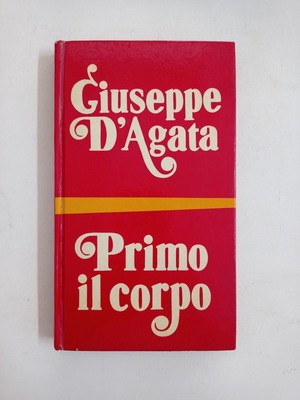 Giuseppe
D'Agata
Primo
il corpo